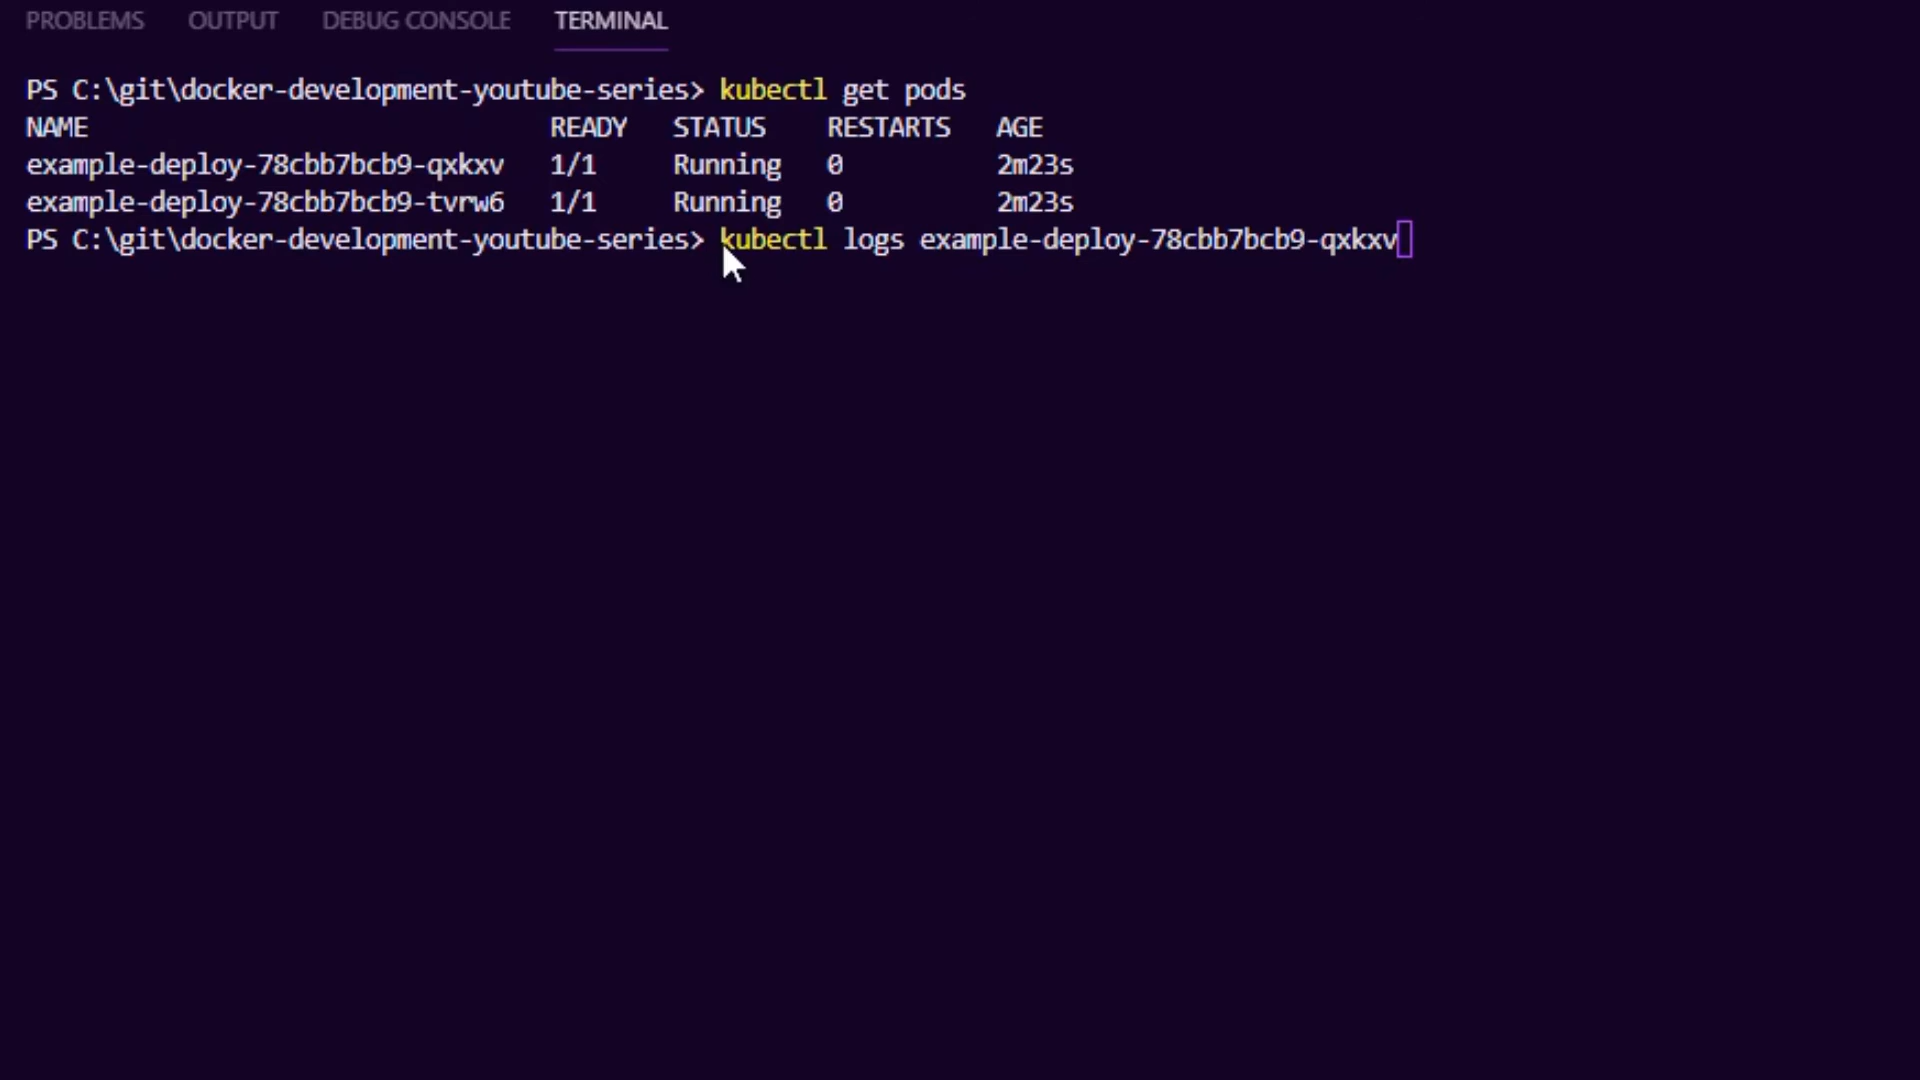 PROBLEMS OUTPUT DEBUG CONSOLE TERMINAL
PS C:\git\docker-development-youtube-series> kubectl get pods
NAME READY STATUS RESTARTS AGE
example-deploy-78cbb7bcb9-qxkxv 1/1 Running 0 2m23s
example-deploy-78cbb7bcb9-tvrw6 1/1 Running 0 2m23s
PS C:\git\docker-development-youtube-series> kubectl logs example-deploy-78cbb7bcb9-qxkxv